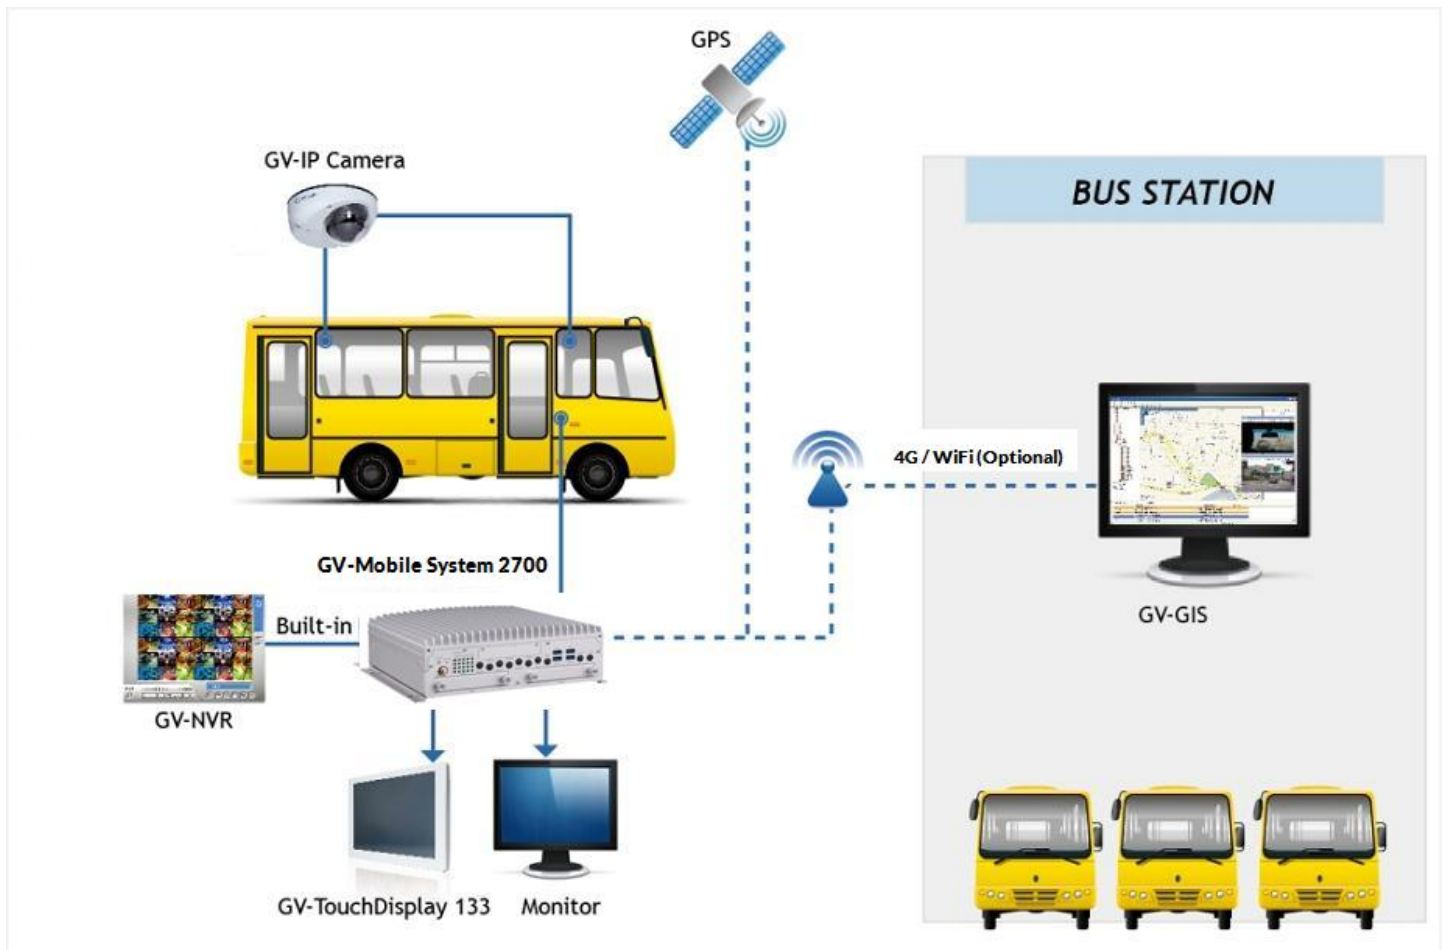 GPS
GV-IP Camera
BUS STATION
4G / WiFi (Optional)
GV-Mobile System 2700
Built-in
GV-GIS
GV-NVR
GV-TouchDisplay 133
Monitor